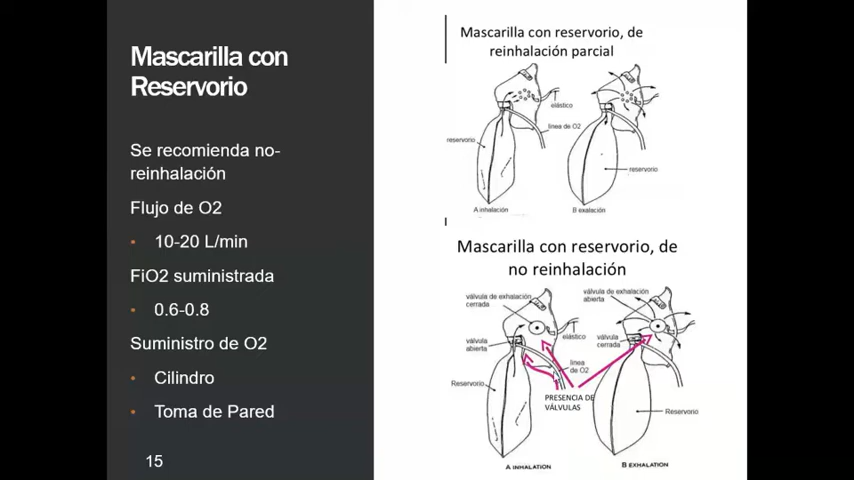 Mascarilla con
Reservorio
Se recomienda no-
reinhalación
Flujo de O2
• 10-20 L/min
FiO2 suministrada
• 0.6-0.8
Suministro de O2
• Cilindro
• Toma de Pared
15
Mascarilla con reservorio, de
reinhalación parcial
elástico
línea de O2
reservorio
reservorio
A inhalación
B exalación
Mascarilla con reservorio, de
no reinhalación
válvula de exhalación
cerrada
válvula de exhalación
abierta
elástico
válvula
abierta
válvula
cerrada
línea
de O2
Reservorio
PRESENCIA DE
VÁLVULAS
Reservorio
A INHALATION
B EXHALATION